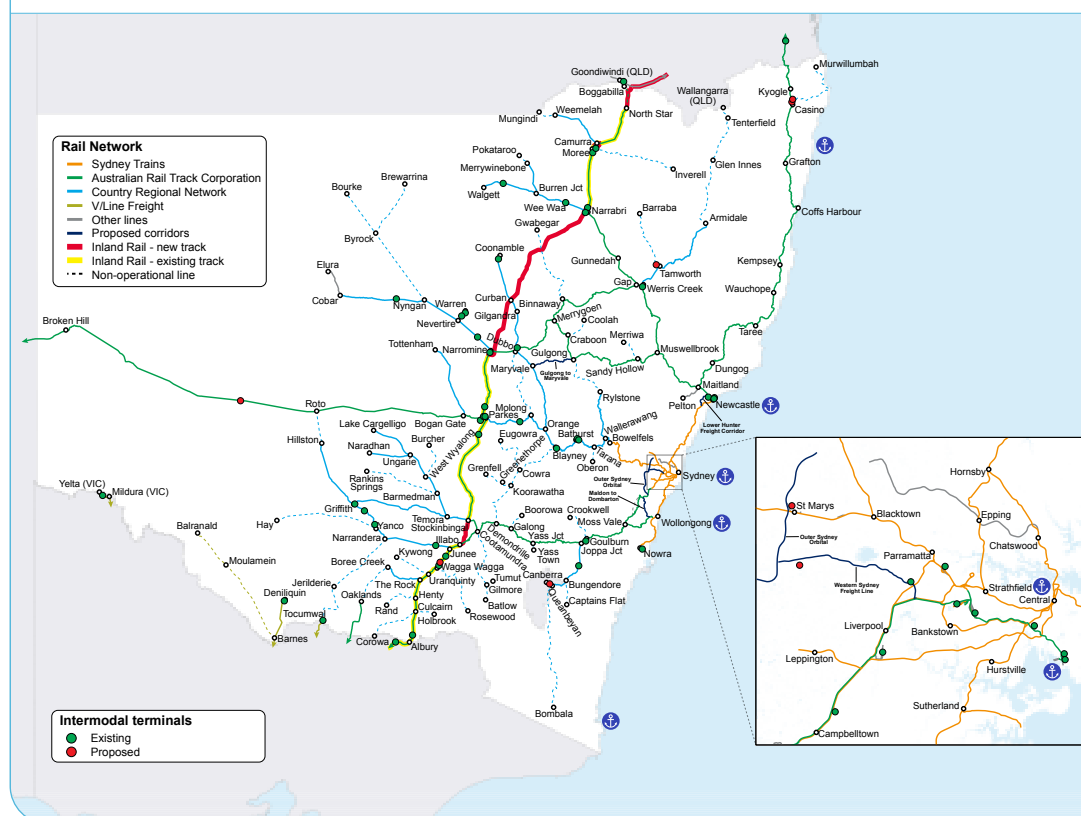 Murwillumbah
Goondiwindi (QLD)
Boggabilla
Wallangarra
(QLD)
Kyogle
Casino
North Star
Mungindi
Weemelah
Tenterfield
Rail Network
Sydney Trains
Australian Rail Track Corporation
Country Regional Network
V/Line Freight
Other lines
Proposed corridors
Inland Rail - new track
Inland Rail - existing track
Non-operational line
Camurra
Moree
Pokataroo
Merrywinebone
Glen Innes
Grafton
Inverell
Brewarrina
Bourke
Walgett
Burren Jct
Wee Waa
Narrabri
Barraba
Coffs Harbour
Gwabegar
Armidale
Byrock
Coonamble
Gunnedah
Kempsey
Elura
Tamworth
Cobar
Nyngan
Warren
Curban
Binnaway
Gap
Werris Creek
Wauchope
Nevertire
Gilgandra
Merrygoen
Coolah
Broken Hill
Taree
Tottenham
Narromine
Dubbo
Craboon
Merriwa
Gulgong
Muswellbrook
Maryvale
Gulgong to
Maryvale
Sandy Hollow
Dungog
Maitland
Rylstone
Pelton
Newcastle
Lower Hunter
Freight Corridor
Roto
Bogan Gate
Molong
Parkes
Lake Cargelligo
Orange
Wallerawang
Hillston
Naradhan
Burcher
West Wyalong
Eugowra
Greenethorpe
Bathurst
Bowelfels
Ungarie
Blayney
Tarana
Oberon
Rankins
Springs
Grenfell
Cowra
Outer Sydney
Orbital
Sydney
Koorawatha
Maldon to
Dombarton
Yelta (VIC)
Mildura (VIC)
Barmedman
Griffith
Boorowa
Crookwell
Balranald
Hay
Yanco
Temora
Stockinbingal
Galong
Moss Vale
Wollongong
Narrandera
Demondrille
Cootamundra
Yass Jct
Goulburn
Joppa Jct
Illabo
Kywong
Junee
Yass
Town
Nowra
Moulamein
Boree Creek
Wagga Wagga
Canberra
Queanbeyan
Bungendore
Jerilderie
The Rock
Uranquinty
Tumut
Gilmore
Deniliquin
Oaklands
Henty
Rand
Culcairn
Batlow
Captains Flat
Tocumwal
Holbrook
Rosewood
Barnes
Corowa
Albury
Bombala
Intermodal terminals
Existing
Proposed
Hornsby
St Marys
Blacktown
Epping
Chatswood
Outer Sydney
Orbital
Parramatta
Western Sydney
Freight Line
Strathfield
Central
Liverpool
Bankstown
Leppington
Hurstville
Sutherland
Campbelltown